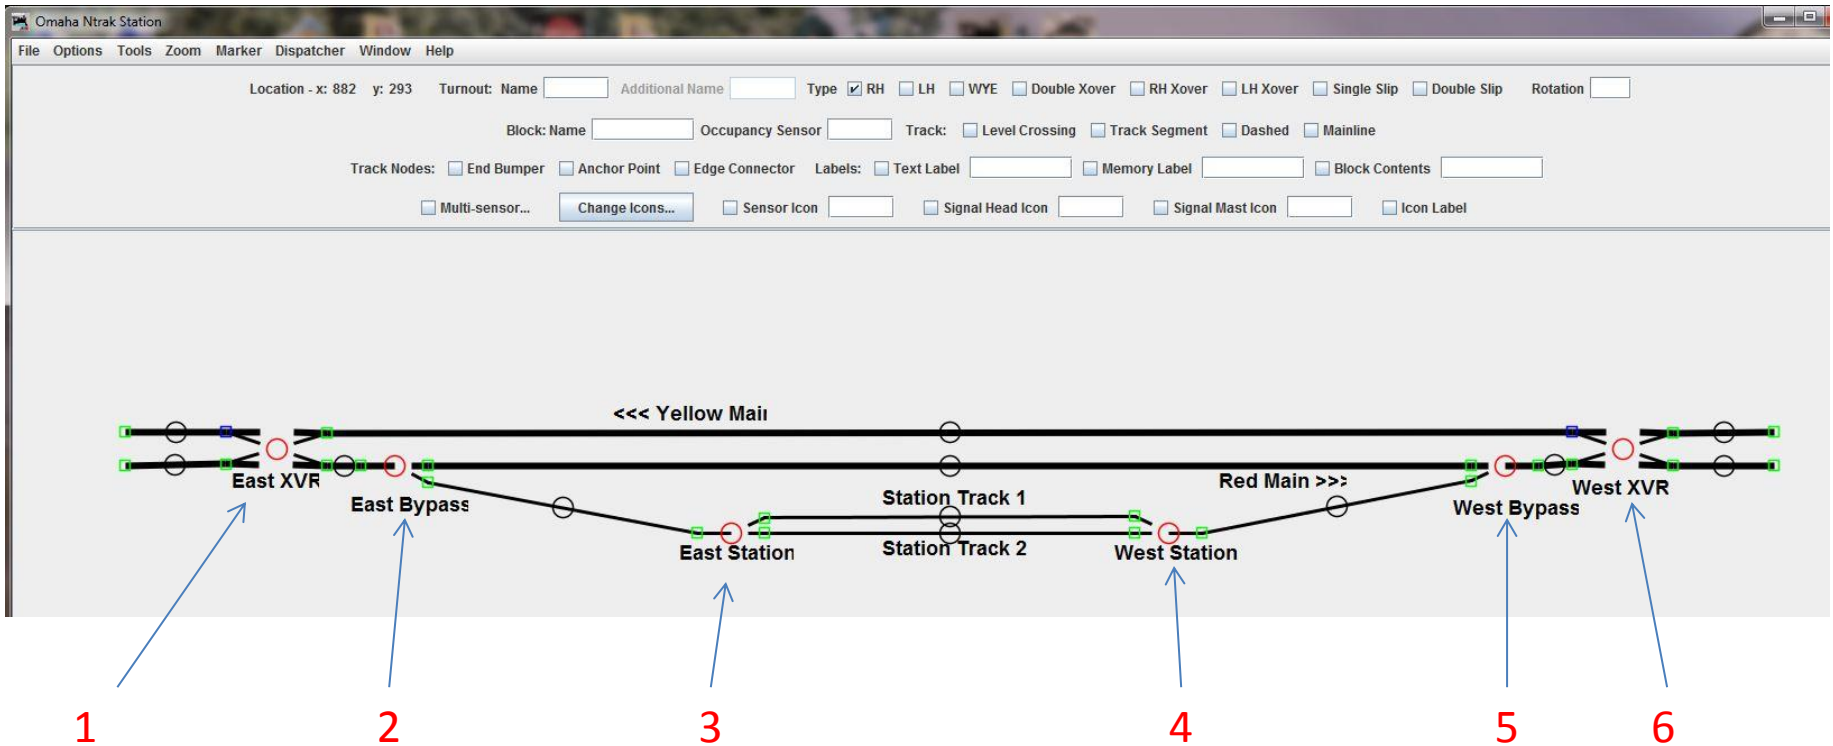 Omaha Ntrak Station
File Options Tools Zoom Marker Dispatcher Window Help
Location - x: 882 y: 293 Turnout: Name Additional Name Type RH LH WYE Double Xover RH Xover LH Xover Single Slip Double Slip Rotation
Block: Name Occupancy Sensor Track: Level Crossing Track Segment Dashed Mainline
Track Nodes: End Bumper Anchor Point Edge Connector Labels: Text Label Memory Label Block Contents
Multi-sensor... Change Icons... Sensor Icon Signal Head Icon Signal Mast Icon Icon Label
<<< Yellow Mai
East XVR
Red Main >>>
West XVR
East Bypass
Station Track 1
West Bypass
East Station
Station Track 2
West Station
1 2 3 4 5 6